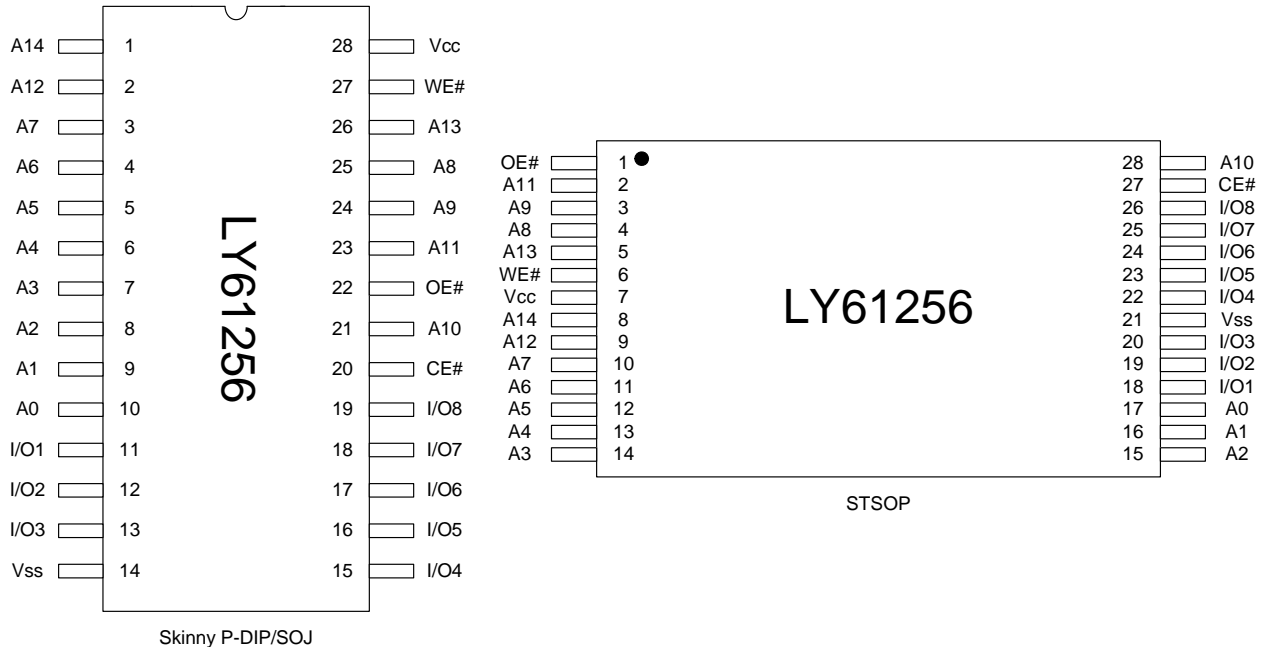 A14 1 28 Vcc
A12 2 27 WE#
A7 3 26 A13
A6 4 25 A8
A5 5 24 A9
A4 6 23 A11
A3 7 22 OE#
A2 8 21 A10
A1 9 20 CE#
A0 10 19 I/O8
I/O1 11 18 I/O7
I/O2 12 17 I/O6
I/O3 13 16 I/O5
Vss 14 15 I/O4
LY61256
Skinny P-DIP/SOJ
OE# 1 28 A10
A11 2 27 CE#
A9 3 26 I/O8
A8 4 25 I/O7
A13 5 24 I/O6
WE# 6 23 I/O5
Vcc 7 22 I/O4
A14 8 21 Vss
A12 9 20 I/O3
A7 10 19 I/O2
A6 11 18 I/O1
A5 12 17 A0
A4 13 16 A1
A3 14 15 A2
LY61256
STSOP